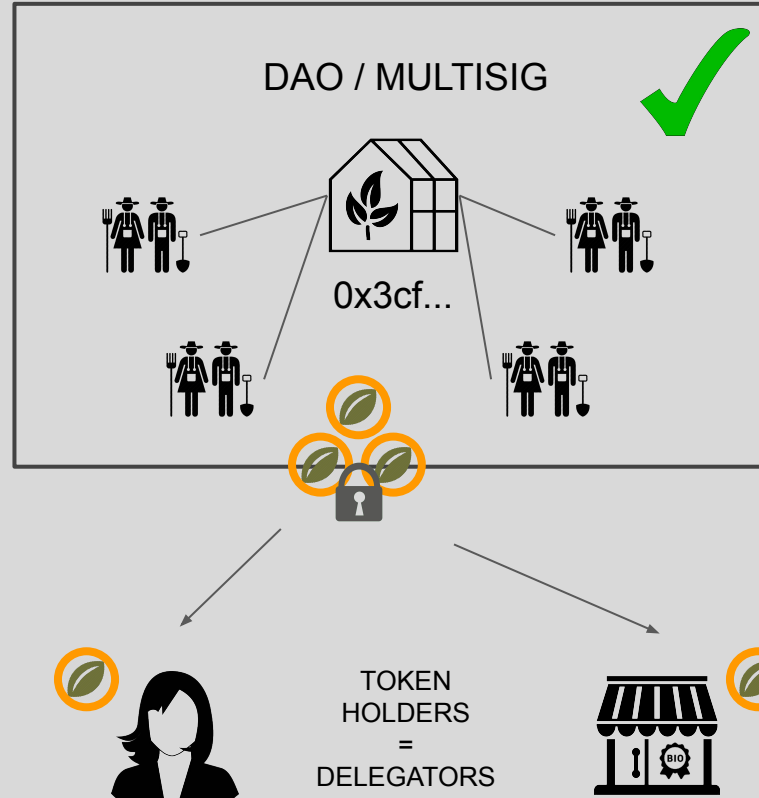 DAO / MULTISIG
0x3cf...
TOKEN
HOLDERS
=
DELEGATORS
BIO